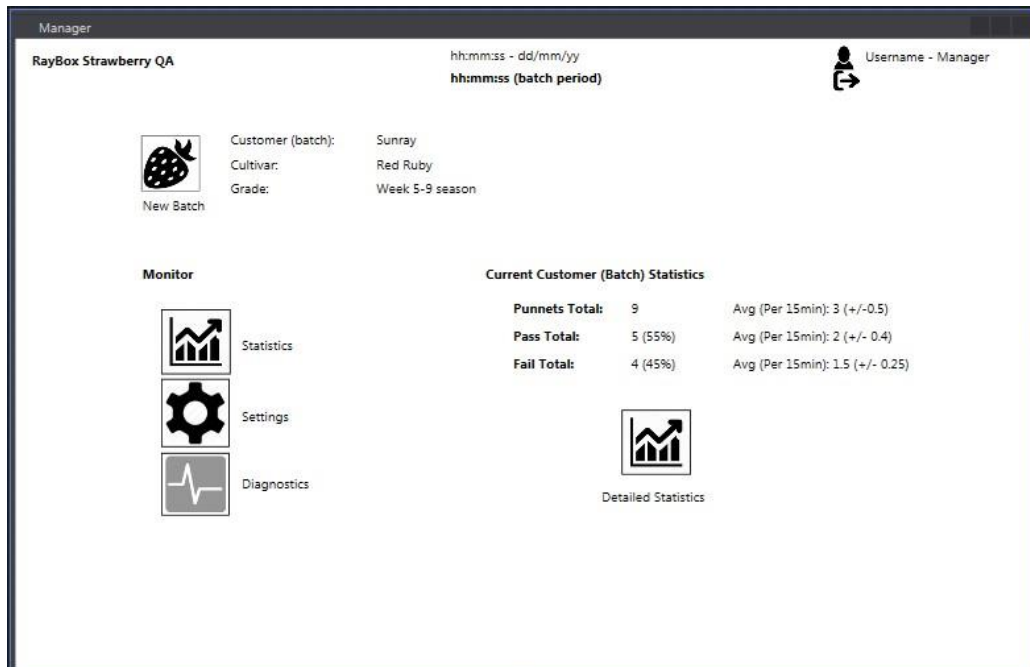 Manager
RayBox Strawberry QA
hh:mm:ss - dd/mm/yy
hh:mm:ss (batch period)
Username - Manager
Customer (batch): Sunray
Cultivar: Red Ruby
Grade: Week 5-9 season
New Batch
Monitor
Statistics
Settings
Diagnostics
Current Customer (Batch) Statistics
Punnets Total: 9 Avg (Per 15min): 3 (+/-0.5)
Pass Total: 5 (55%) Avg (Per 15min): 2 (+/- 0.4)
Fail Total: 4 (45%) Avg (Per 15min): 1.5 (+/- 0.25)
Detailed Statistics